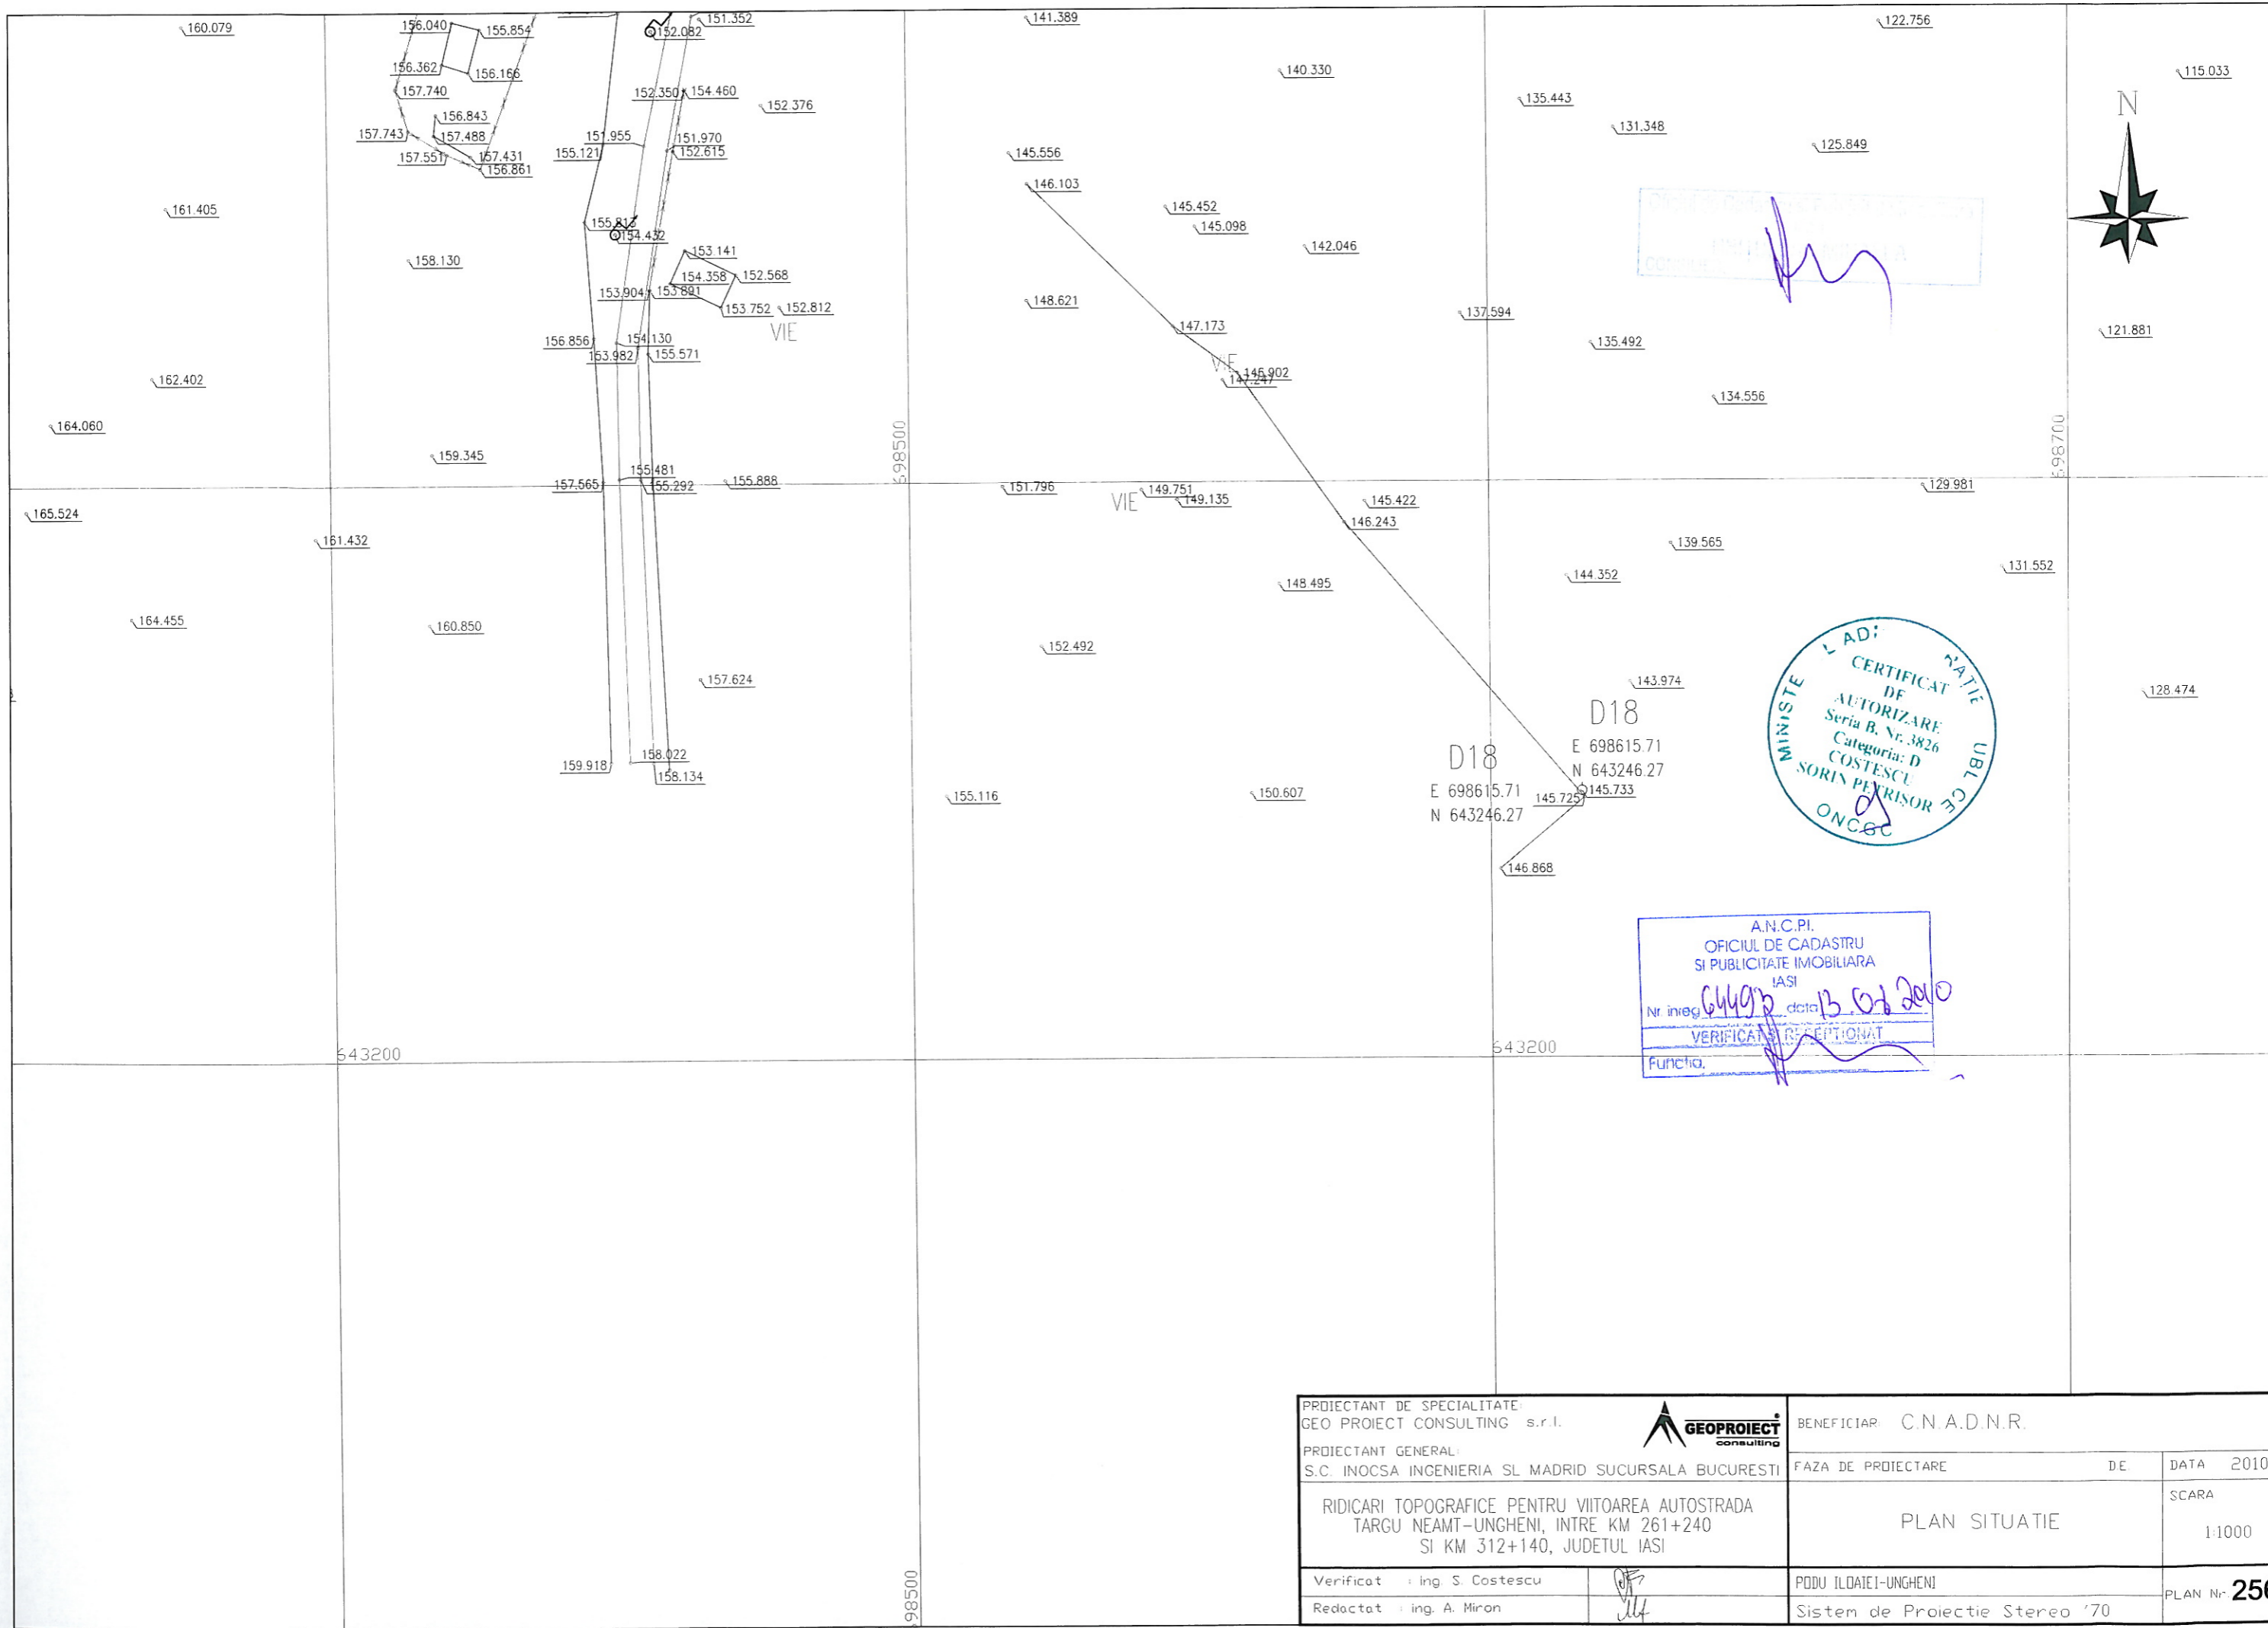 160.079
156.040
155.854
152.082
151.352
141.389
122.756
156.362
156.166
140.330
115.033
157.740
152.350
154.460
152.376
135.443
156.843
131.348
157.743
157.488
151.955
151.970
125.849
157.551
157.431
155.121
152.615
145.556
156.861
146.103
N
161.405
145.452
155.813
145.098
154.432
142.046
158.130
153.141
154.358
152.568
153.904
153.891
148.621
153.752
152.812
137.594
VIE
147.173
121.881
156.856
154.130
135.492
153.982
155.571
VIE
145.902
162.402
147.247
134.556
164.060
698500
698700
159.345
155.481
157.565
155.292
155.888
151.796
149.751
129.981
VIE
149.135
145.422
165.524
146.243
161.432
139.565
131.552
144.352
148.495
164.455
160.850
152.492
157.624
143.974
128.474
D18
E 698615.71
N 643246.27
D18
E 698615.71
N 643246.27
158.022
159.918
158.134
155.116
150.607
145.725
145.733
146.868
CERTIFICAT
DE
AUTORIZARE
Seria B, Nr. 3826
Categoria: D
COSTESCU
SORIN PETRIȘOR
ONCGC
A.N.C.P.I.
OFICIUL DE CADASTRU
SI PUBLICITATE IMOBILIARA
IASI
Nr. inreg data 2010
VERIFICAT SI RECEPTIONAT
Functia.
643200
643200
98500
PROIECTANT DE SPECIALITATE:
GEO PROIECT CONSULTING s.r.l.
GEOPROIECT
consulting
PROIECTANT GENERAL:
S.C. INOCSA INGENIERIA SL MADRID SUCURSALA BUCURESTI
BENEFICIAR: C.N.A.D.N.R.
FAZA DE PROIECTARE D.E.
DATA 2010
RIDICARI TOPOGRAFICE PENTRU VIITOAREA AUTOSTRADA
TARGU NEAMT-UNGHENI, INTRE KM 261+240
SI KM 312+140, JUDETUL IASI
PLAN SITUATIE
SCARA
1:1000
Verificat : ing. S. Costescu
Redactat : ing. A. Miron
PODU ILOAIEI-UNGHENI
Sistem de Proiectie Stereo '70
PLAN Nr.